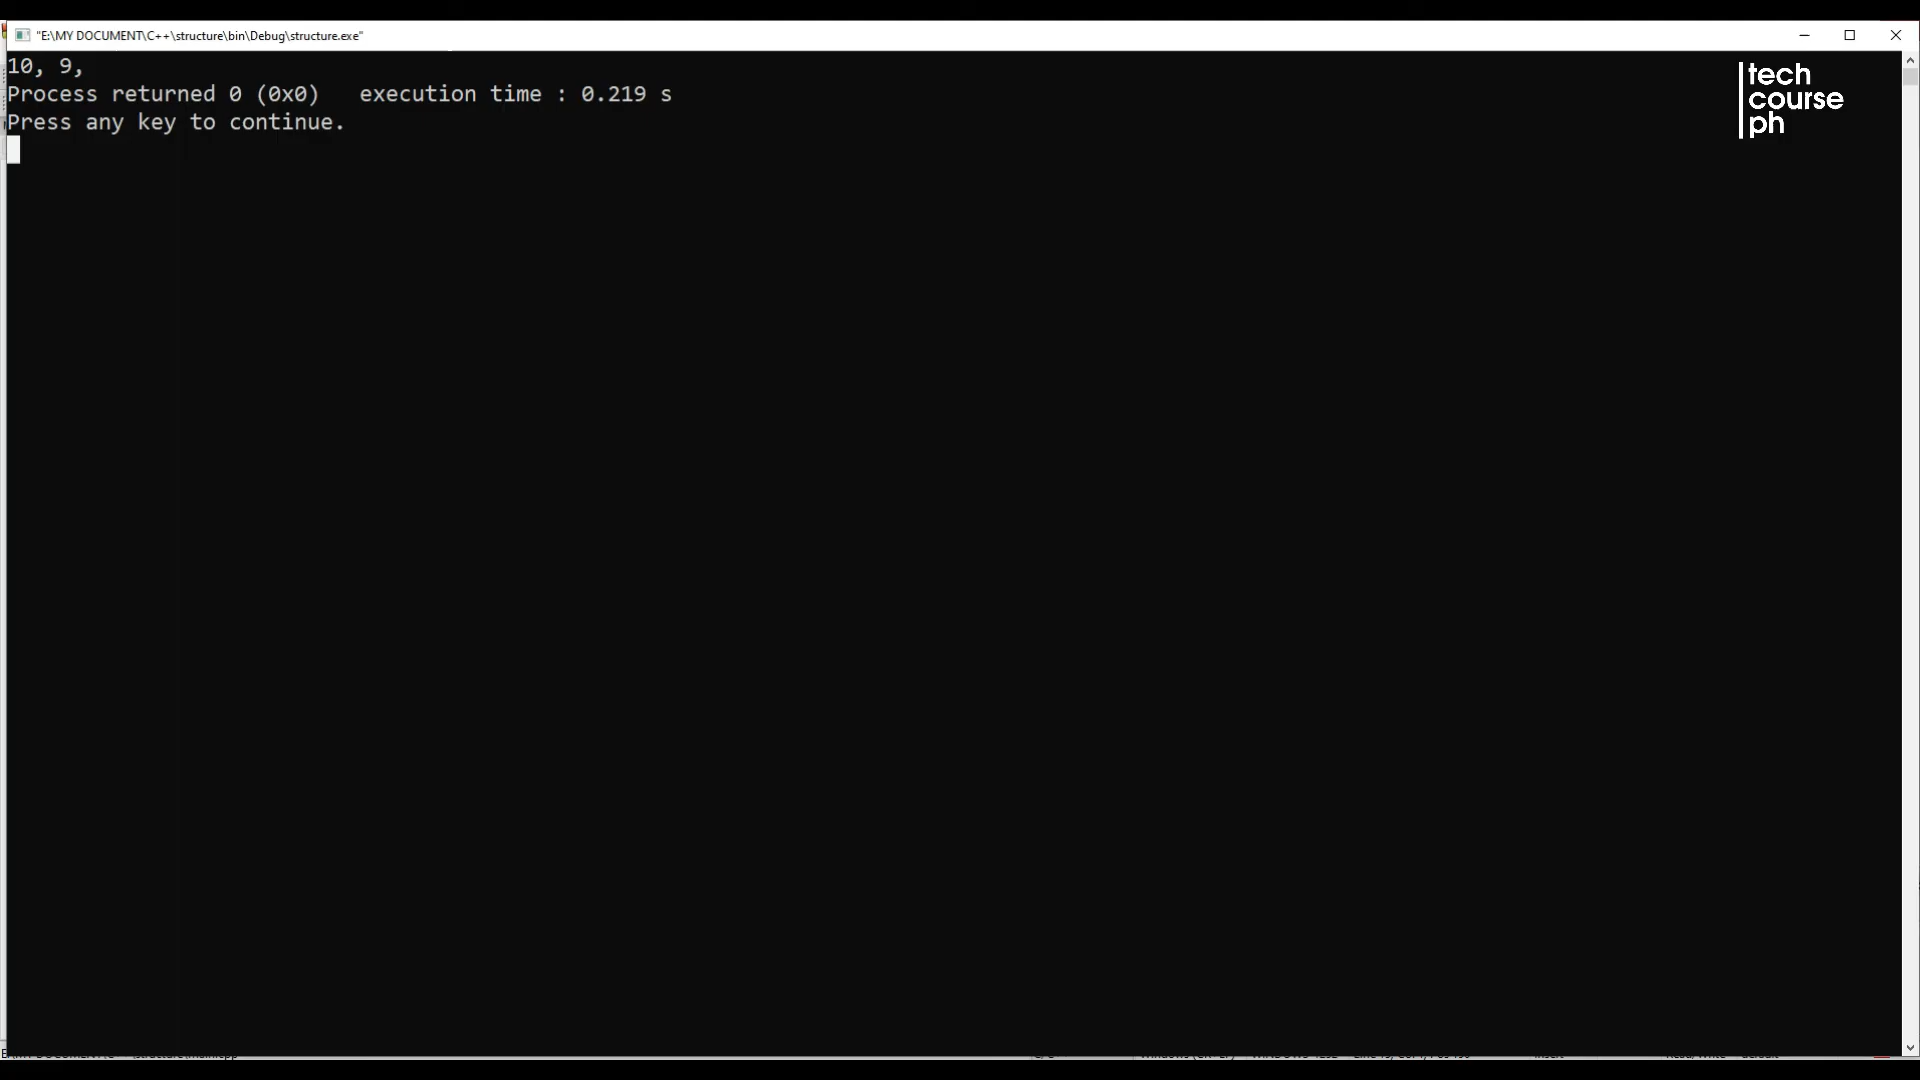 "E:\MY DOCUMENT\C++\structure\bin\Debug\structure.exe"
10, 9,
Process returned 0 (0x0)   execution time : 0.219 s
Press any key to continue.
tech
course
ph